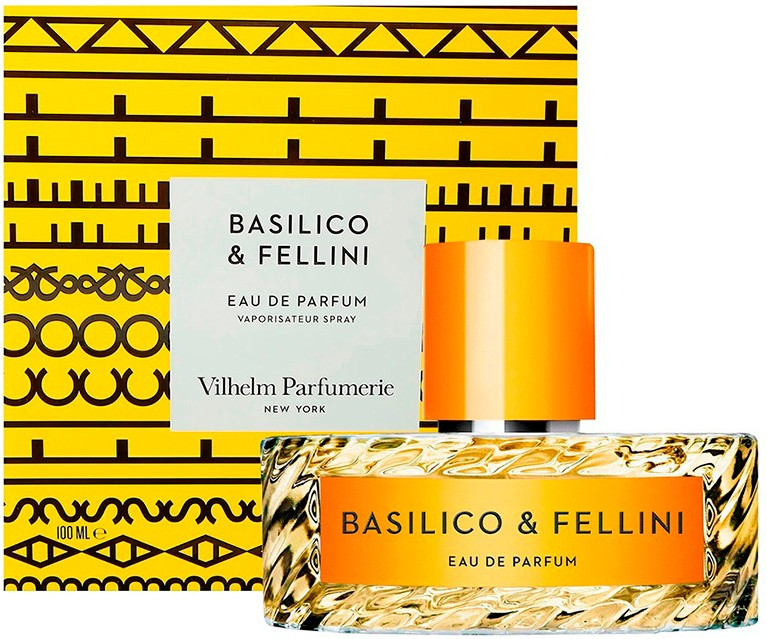 BASILICO
& FELLINI
EAU DE PARFUM
VAPORISATEUR SPRAY
Vilhelm Parfumerie
NEW YORK
100 ML ℮
BASILICO & FELLINI
EAU DE PARFUM